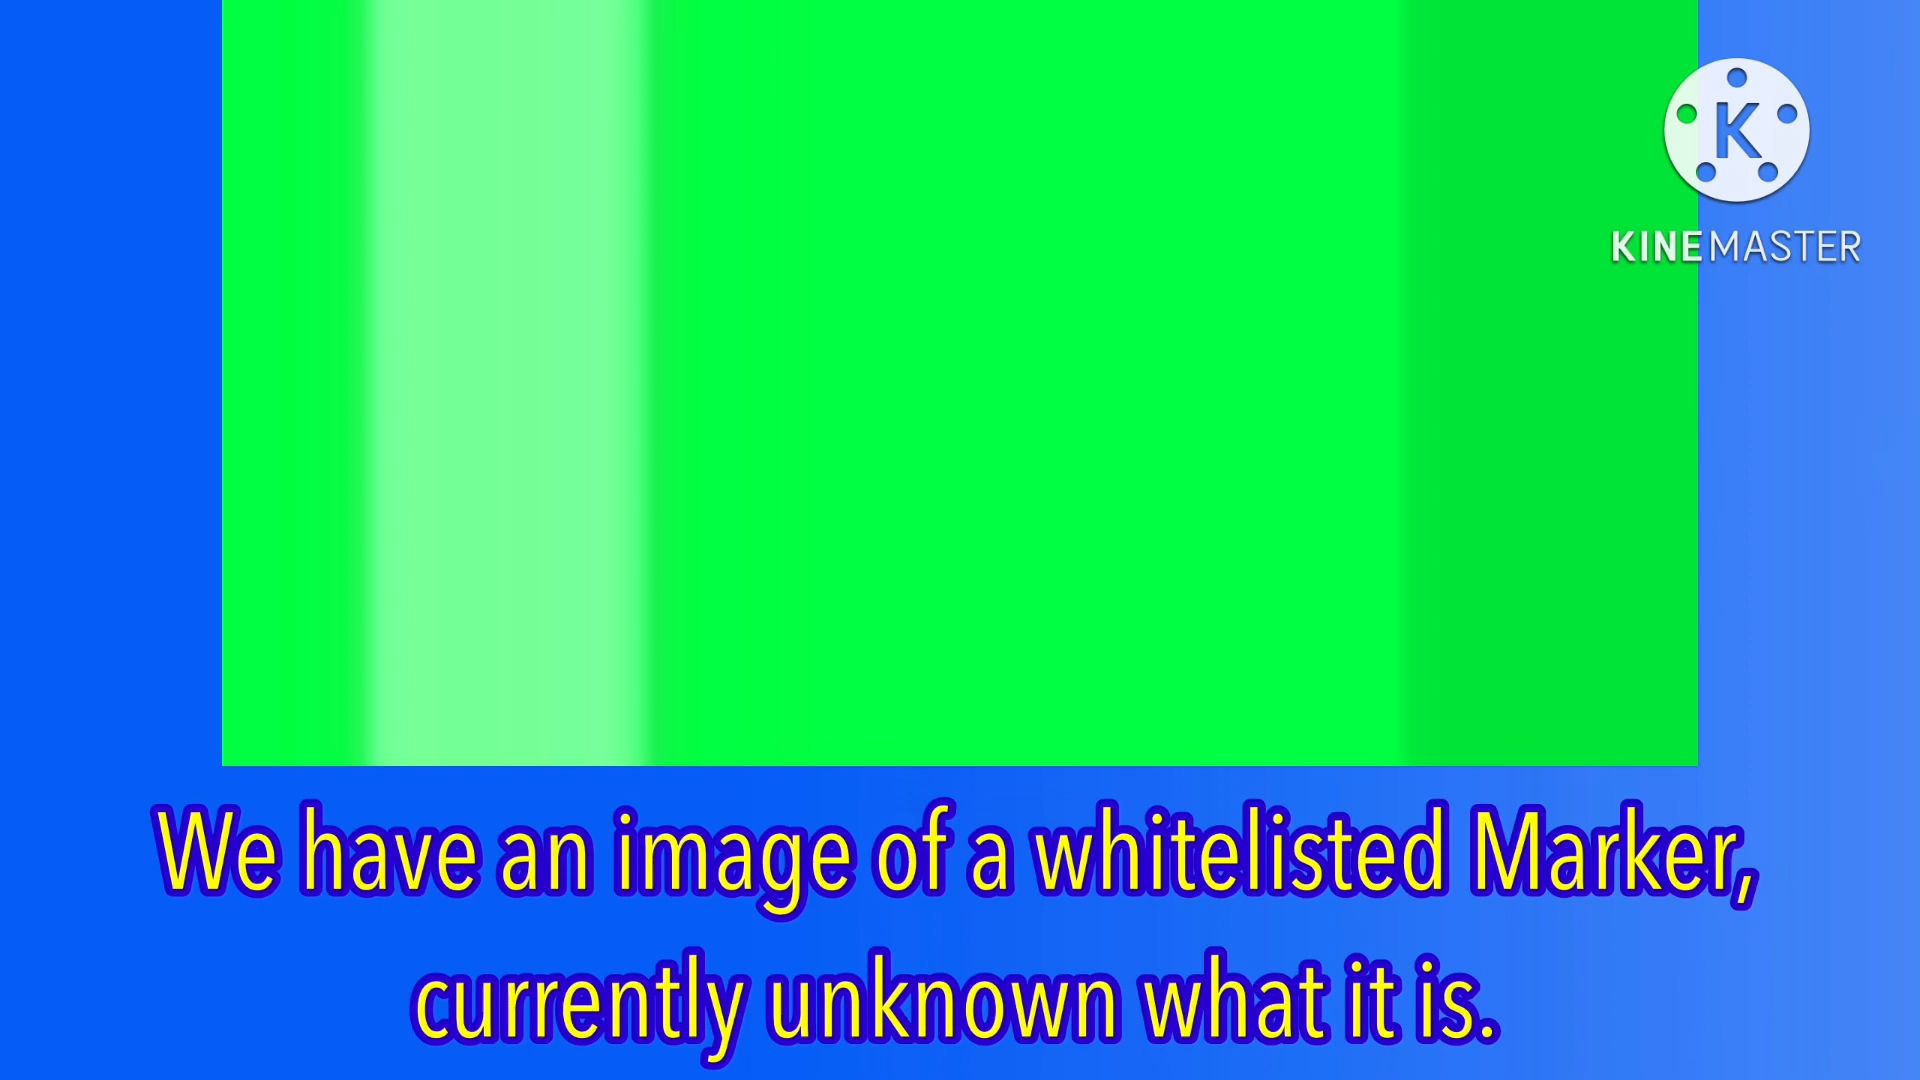 K
KINEMASTER
We have an image of a whitelisted Marker,
currently unknown what it is.